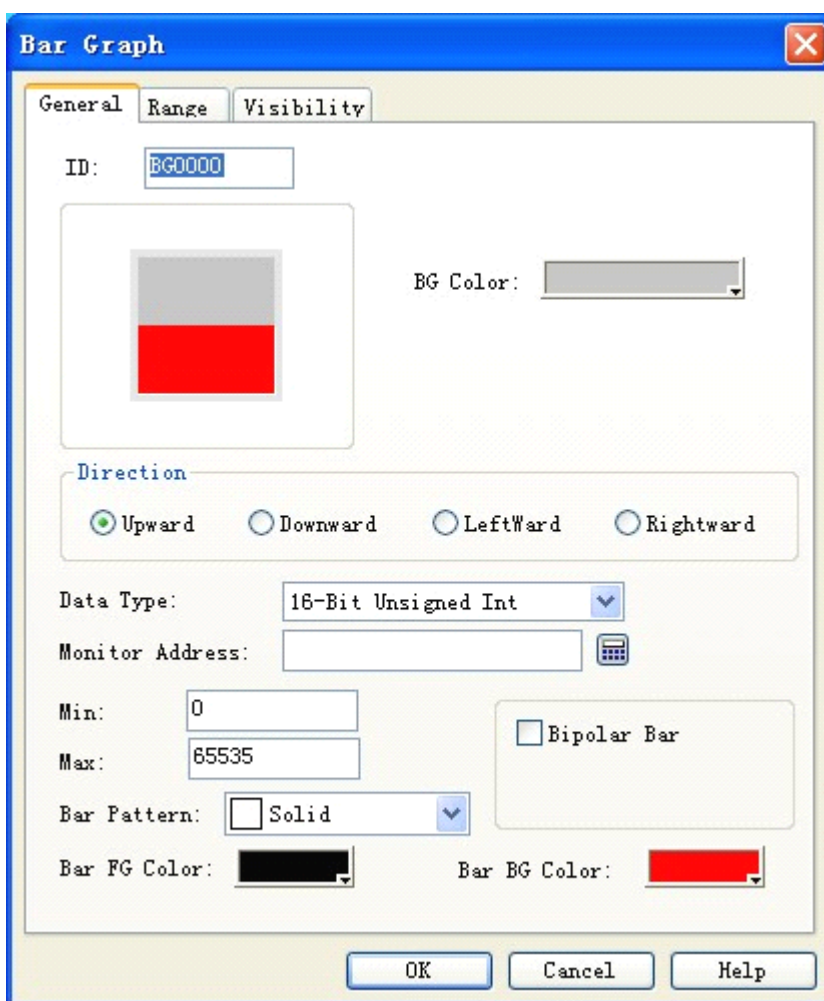 Bar Graph
General Range Visibility
ID: BG0000
BG Color:
Direction
Upward Downward LeftWard Rightward
Data Type: 16-Bit Unsigned Int
Monitor Address:
Min: 0
Bipolar Bar
Max: 65535
Bar Pattern: Solid
Bar FG Color: Bar BG Color:
OK Cancel Help